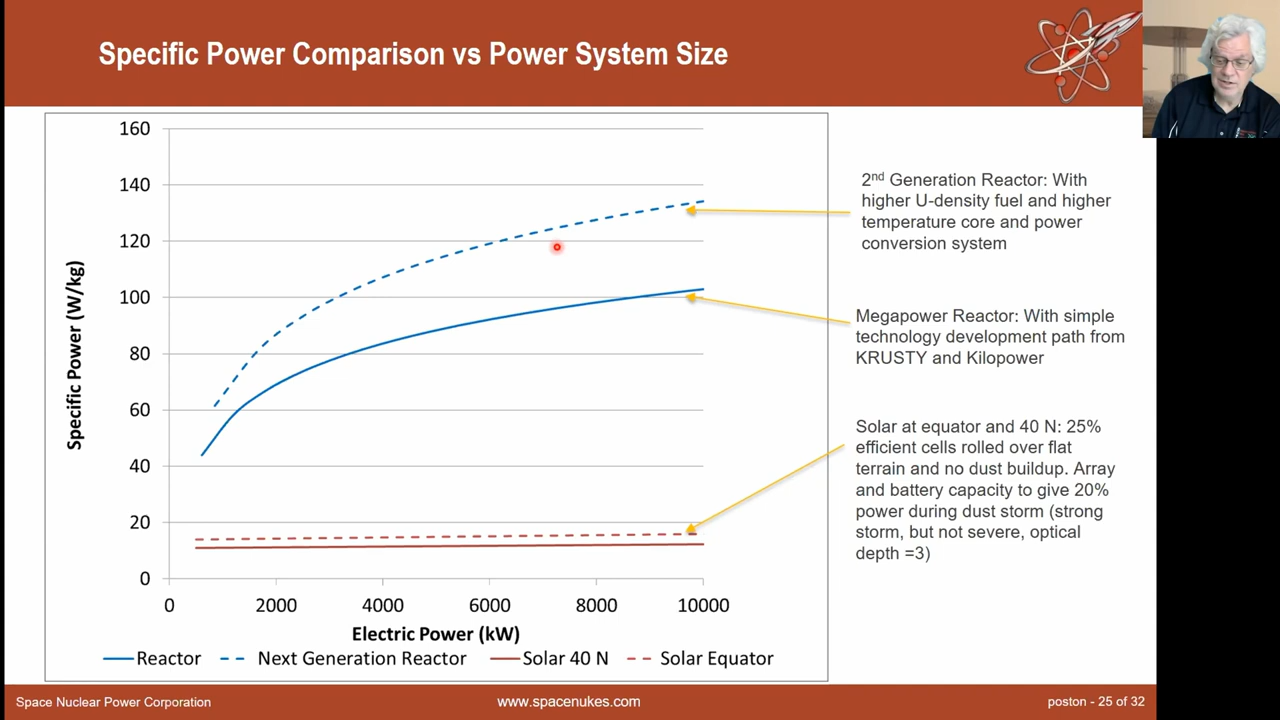 Specific Power Comparison vs Power System Size
160
140
120
100
80
60
40
20
0
Specific Power (W/kg)
0 2000 4000 6000 8000 10000
Electric Power (kW)
Reactor Next Generation Reactor Solar 40 N Solar Equator
2nd Generation Reactor: With
higher U-density fuel and higher
temperature core and power
conversion system
Megapower Reactor: With simple
technology development path from
KRUSTY and Kilopower
Solar at equator and 40 N: 25%
efficient cells rolled over flat
terrain and no dust buildup. Array
and battery capacity to give 20%
power during dust storm (strong
storm, but not severe, optical
depth =3)
Space Nuclear Power Corporation
www.spacenukes.com
poston - 25 of 32